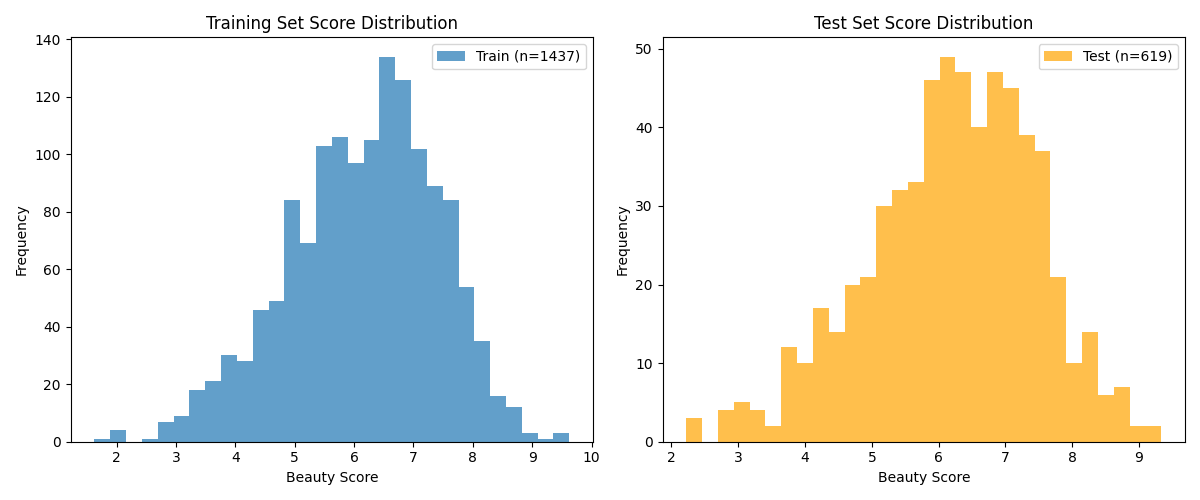 Training Set Score Distribution
Train (n=1437)
140
120
100
80
60
40
20
0
Frequency
2 3 4 5 6 7 8 9 10
Beauty Score
Test Set Score Distribution
Test (n=619)
50
40
30
20
10
0
Frequency
2 3 4 5 6 7 8 9
Beauty Score